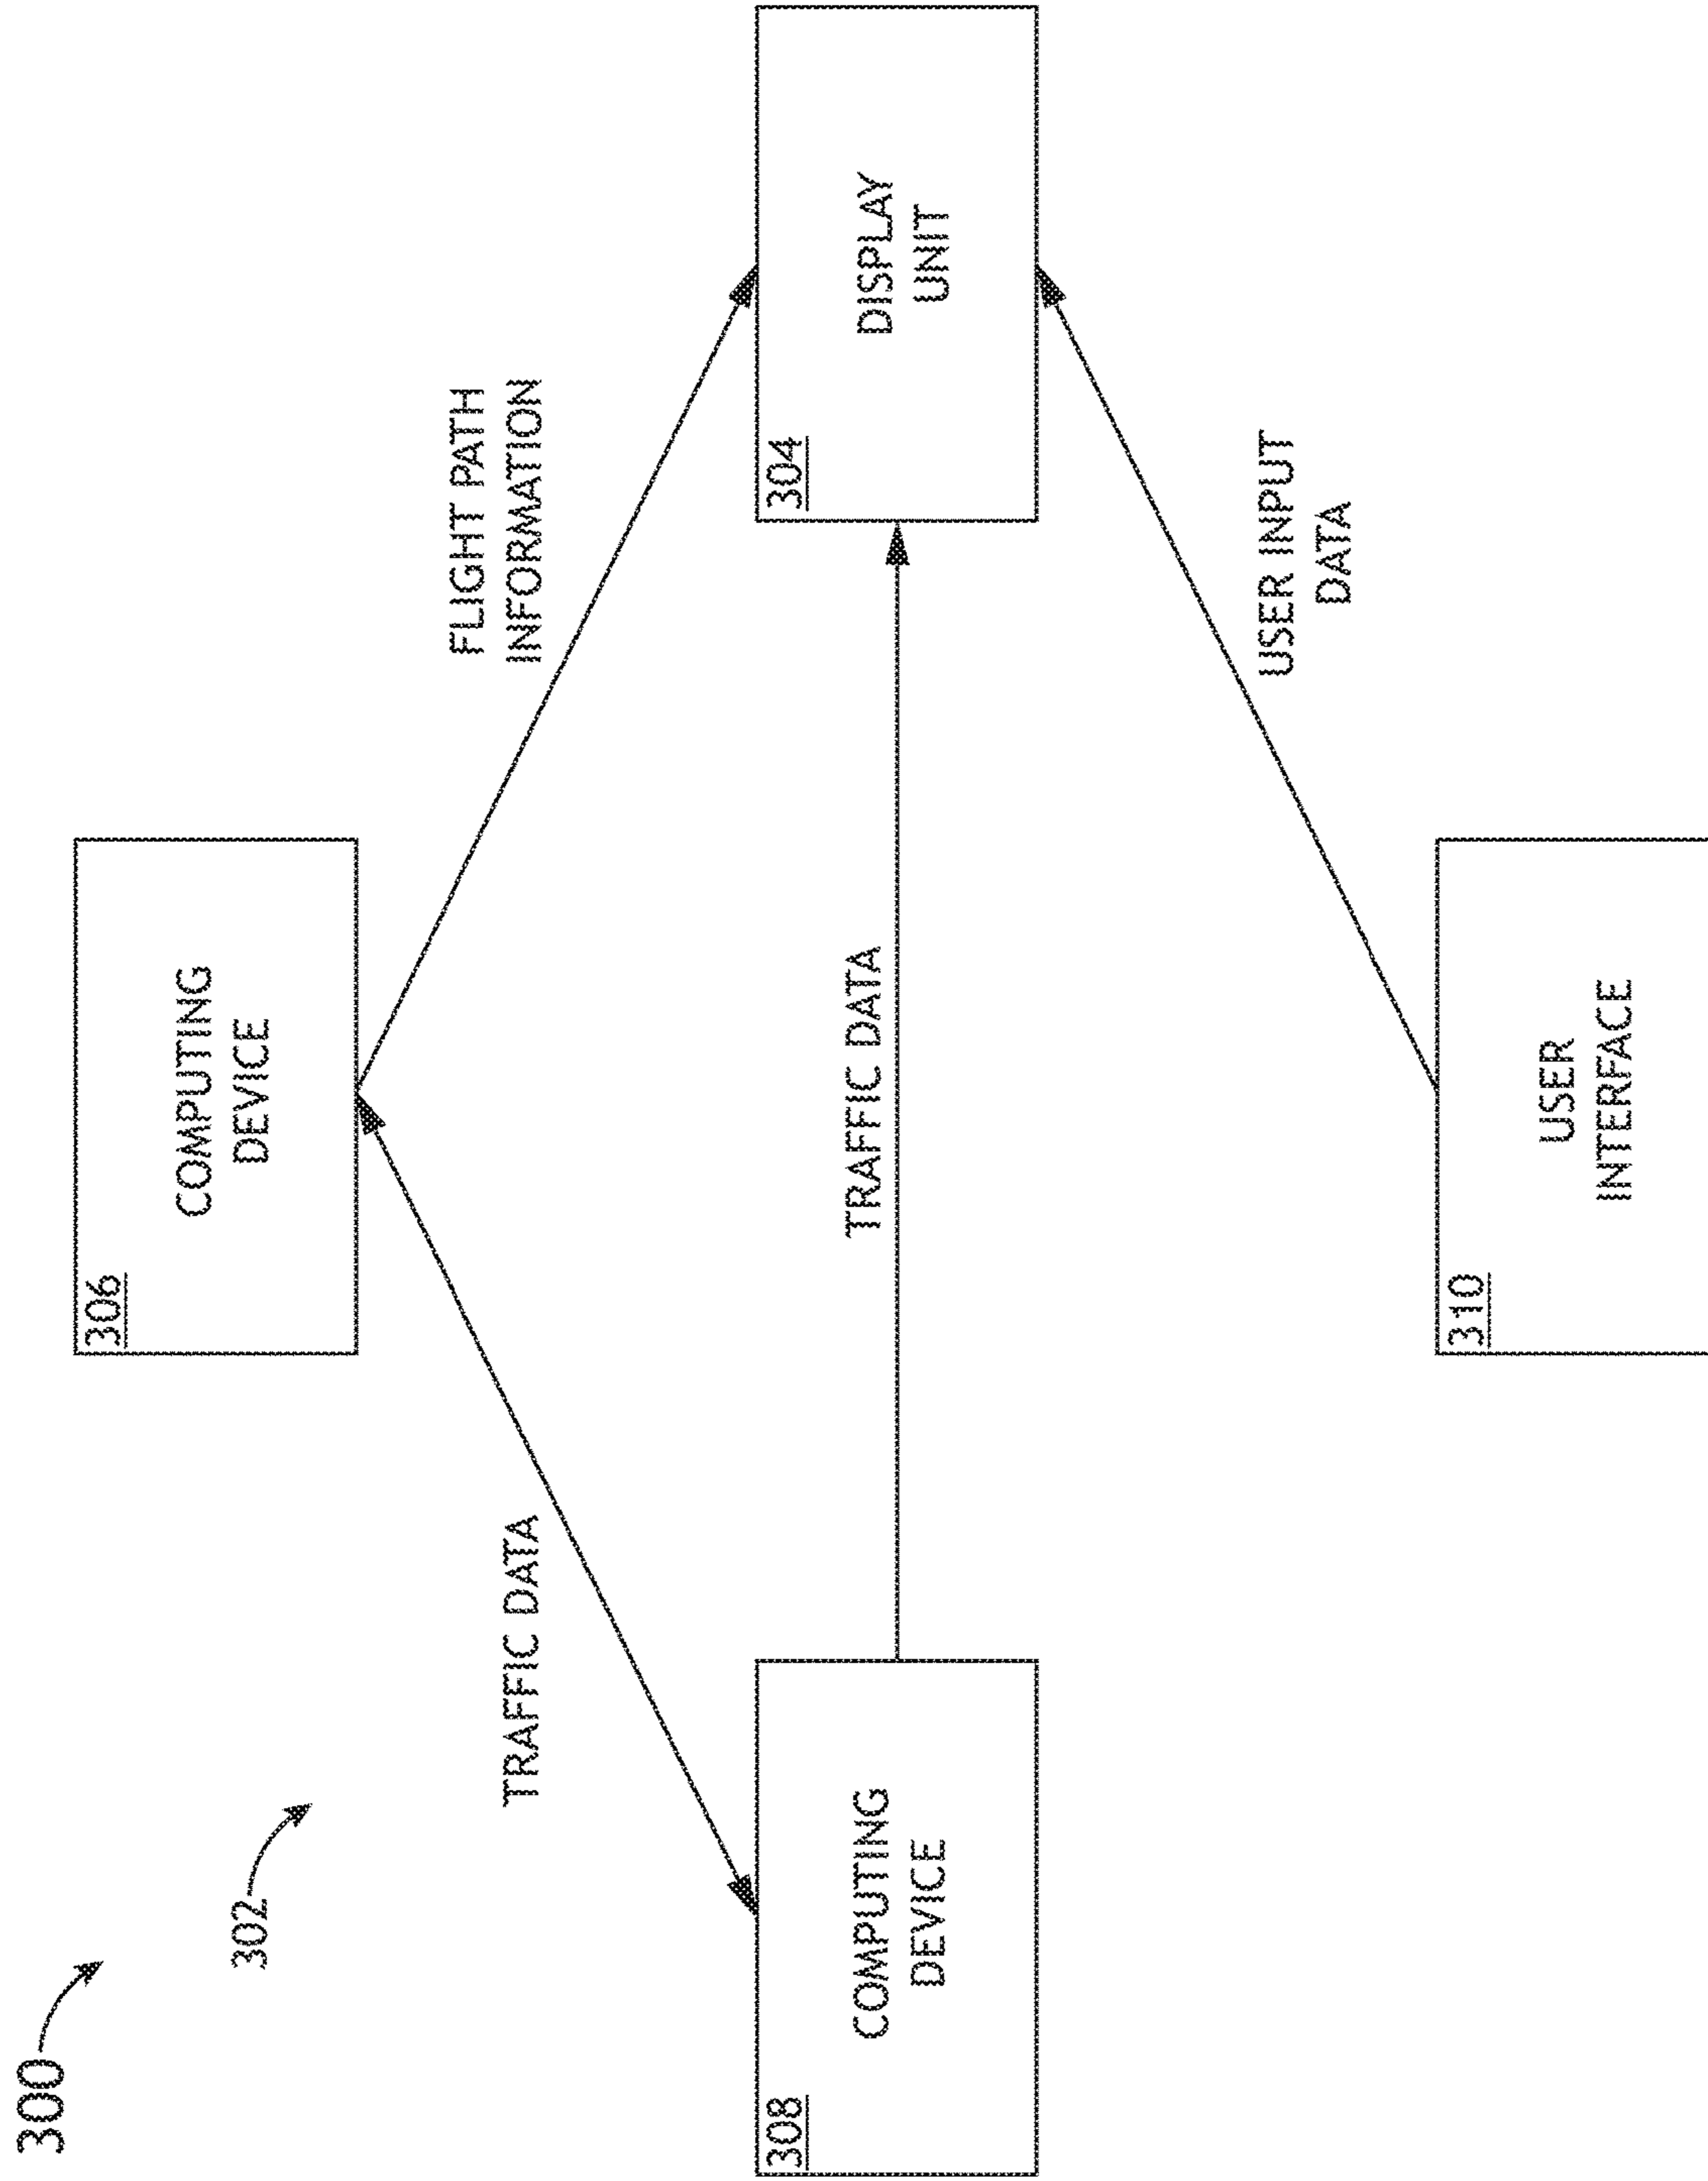 300
302
306
COMPUTING
DEVICE
TRAFFIC DATA
FLIGHT PATH
INFORMATION
308
COMPUTING
DEVICE
TRAFFIC DATA
304
DISPLAY
UNIT
USER INPUT
DATA
310
USER
INTERFACE